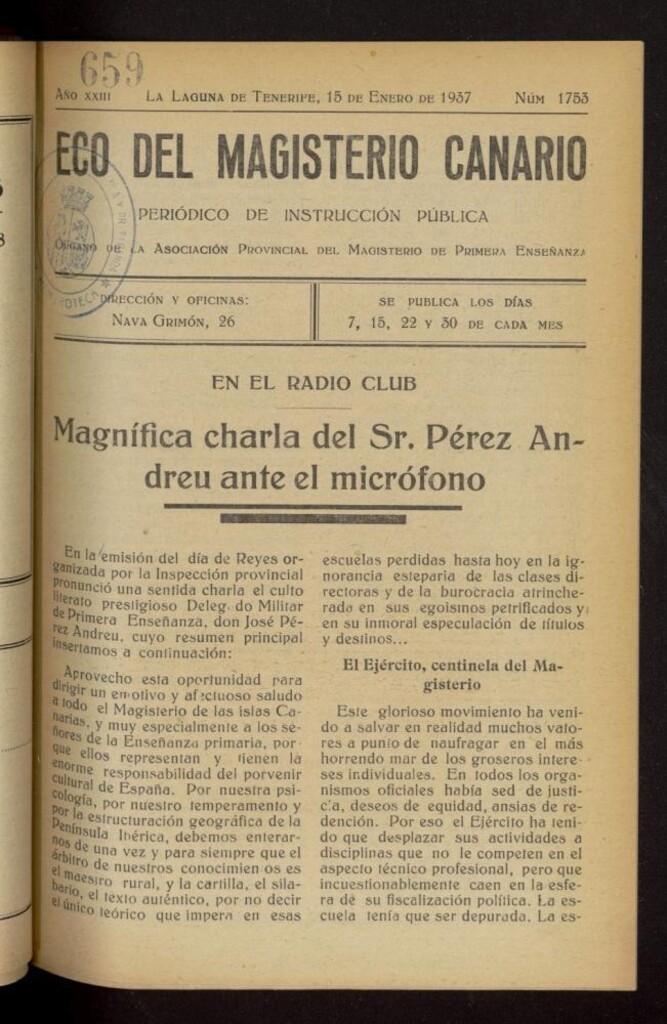 659
AÑO XXIII LA LAGUNA DE TENERIFE, 15 DE ENERO DE 1937 NÚM 1753
ECO DEL MAGISTERIO CANARIO
PERIÓDICO DE INSTRUCCIÓN PÚBLICA
ÓRGANO DE LA ASOCIACIÓN PROVINCIAL DEL MAGISTERIO DE PRIMERA ENSEÑANZA
DIRECCIÓN Y OFICINAS:
NAVA GRIMÓN, 26
SE PUBLICA LOS DÍAS
7, 15, 22 Y 30 DE CADA MES
EN EL RADIO CLUB
Magnífica charla del Sr. Pérez An-
dreu ante el micrófono
En la emisión del día de Reyes or-
ganizada por la Inspección provincial
pronunció una sentida charla el culto
literato prestigioso Deleg do Militar
de Primera Enseñanza, don José Pé-
rez Andreu, cuyo resumen principal
insertamos a continuación:
Aprovecho esta oportunidad para
dirigir un emotivo y afectuoso saludo
a todo el Magisterio de las islas Ca-
narias, y muy especialmente a los se-
ñores de la Enseñanza primaria, por
que ellos representan y tienen la
enorme responsabilidad del porvenir
cultural de España. Por nuestra psi-
cología, por nuestro temperamento y
por la estructuración geográfica de la
Península Ibérica, debemos enterar-
nos de una vez y para siempre que el
árbitro de nuestros conocimien os es
el maestro rural, y la cartilla, el sila-
bario, el texto auténtico, por no decir
el único teórico que impera en esas
escuelas perdidas hasta hoy en la ig-
norancia esteparia de las clases di-
rectoras y de la burocracia atrinche-
rada en sus egoismos petrificados y
en su inmoral especulación de títulos
y destinos...
El Ejército, centinela del Ma-
gisterio
Este glorioso movimiento ha veni-
do a salvar en realidad muchos valo-
res a punto de naufragar en el más
horrendo mar de los groseros intere-
ses individuales. En todos los orga-
nismos oficiales había sed de justi-
cia, deseos de equidad, ansias de re-
dención. Por eso el Ejército ha teni-
do que desplazar sus actividades a
disciplinas que no le competen en el
aspecto técnico profesional, pero que
incuestionablemente caen en la esfe-
ra de su fiscalización política. La es-
cuela tenía que ser depurada. La es-